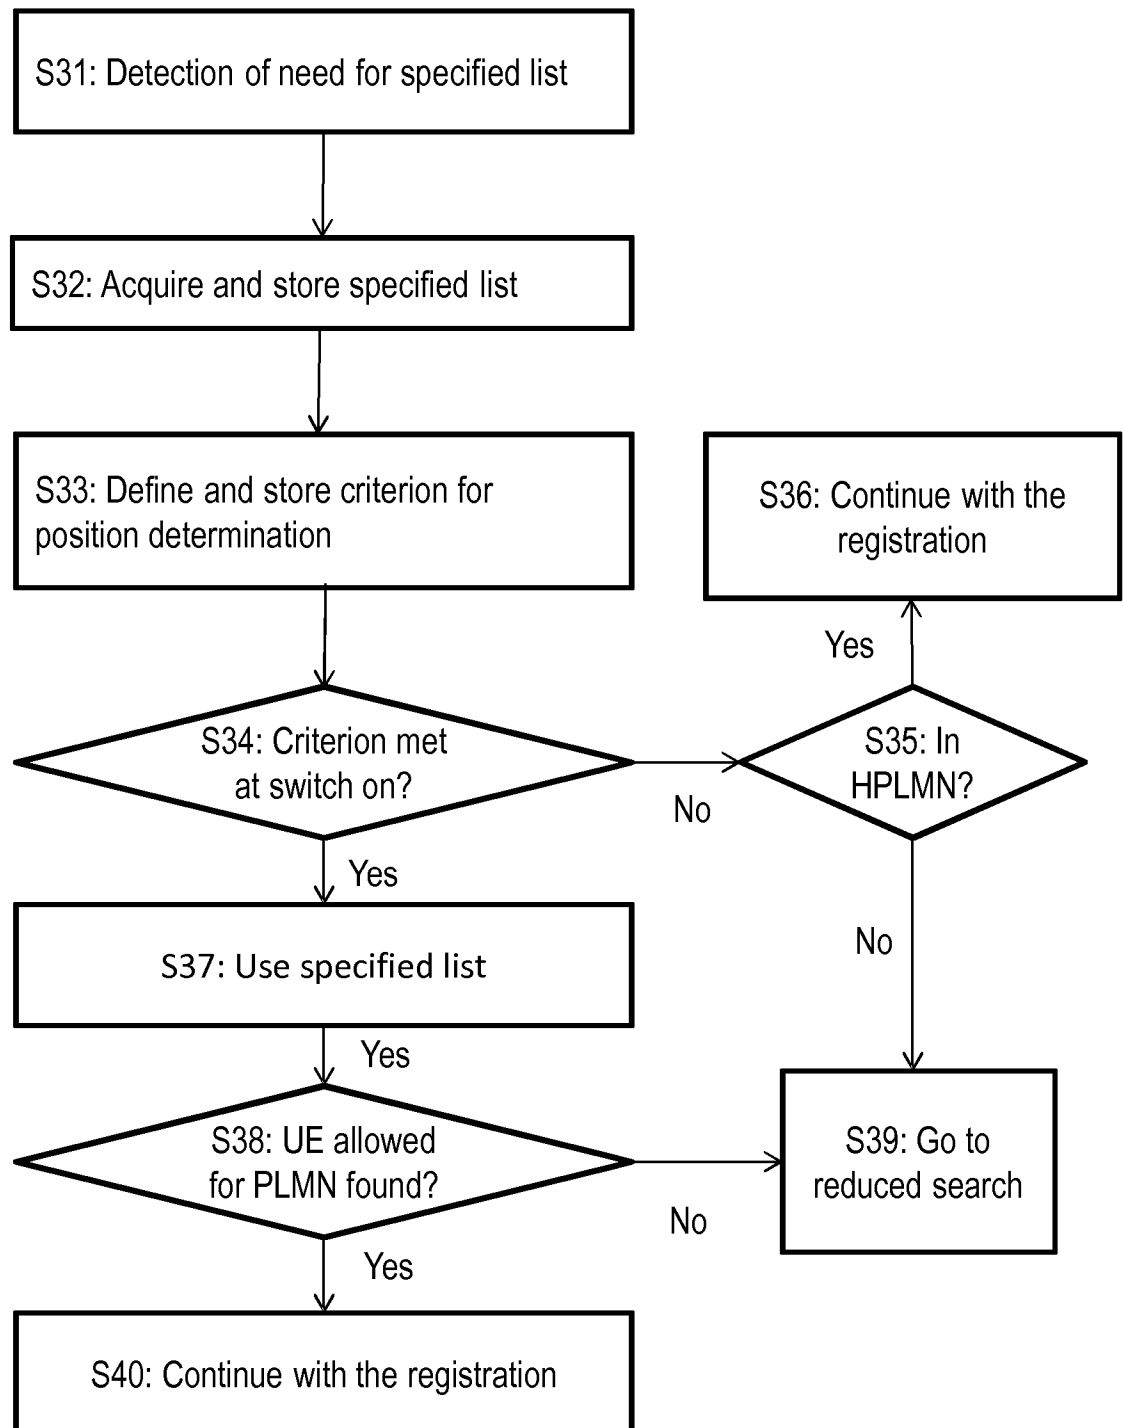 S31: Detection of need for specified list
S32: Acquire and store specified list
S33: Define and store criterion for
position determination
S36: Continue with the
registration
Yes
S34: Criterion met
at switch on?
No
S35: In
HPLMN?
Yes
No
S37: Use specified list
Yes
S38: UE allowed
for PLMN found?
No
S39: Go to
reduced search
Yes
S40: Continue with the registration